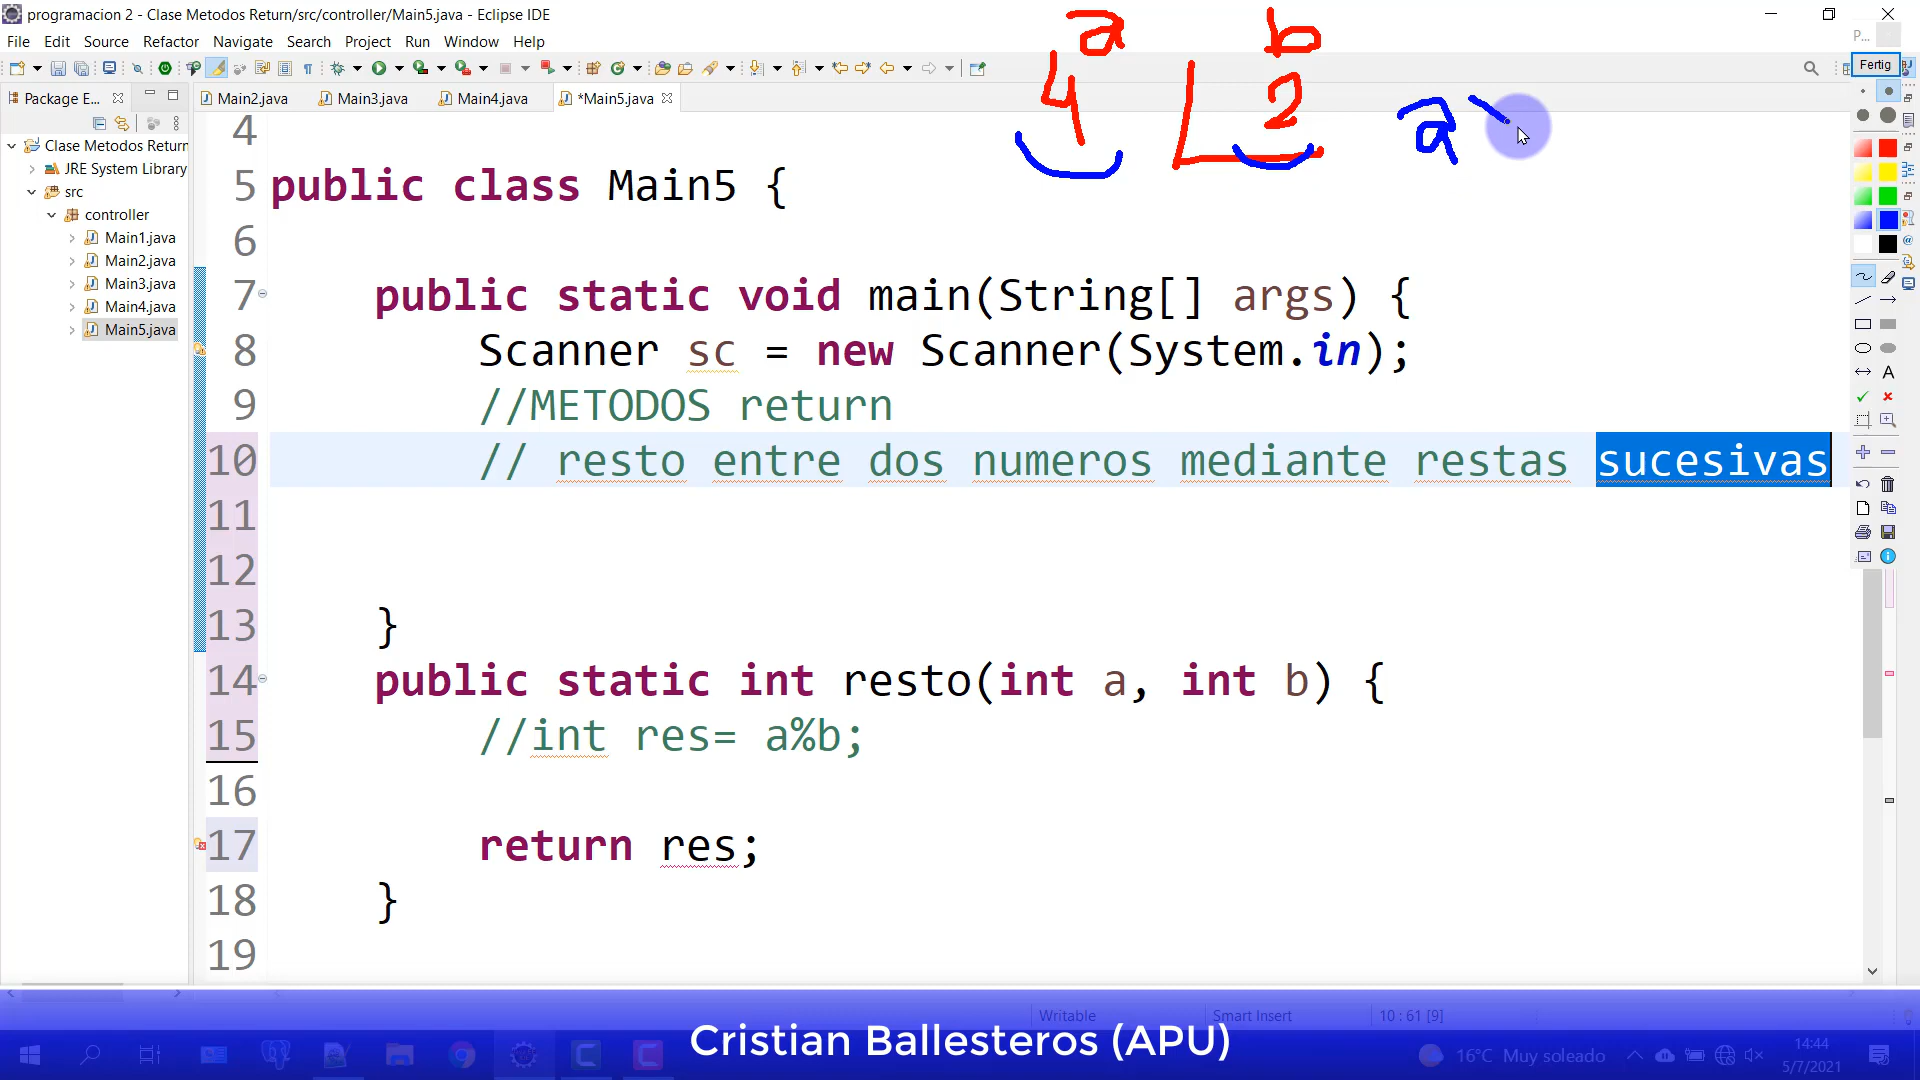 programacion 2 - Clase Metodos Return/src/controller/Main5.java - Eclipse IDE
File Edit Source Refactor Navigate Search Project Run Window Help
P...
Fertig
Package E...
Main2.java
Main3.java
Main4.java
*Main5.java
Clase Metodos Return
JRE System Library
src
controller
Main1.java
Main2.java
Main3.java
Main4.java
Main5.java
a b
4 2
a
4
5 public class Main5 {
6
7 public static void main(String[] args) {
8 Scanner sc = new Scanner(System.in);
9 //METODOS return
10 // resto entre dos numeros mediante restas sucesivas
11
12
13 }
14 public static int resto(int a, int b) {
15 //int res= a%b;
16
17 return res;
18 }
19
Writable Smart Insert 10 : 61 [9]
Cristian Ballesteros (APU)
16°C Muy soleado
14:44
5/7/2021